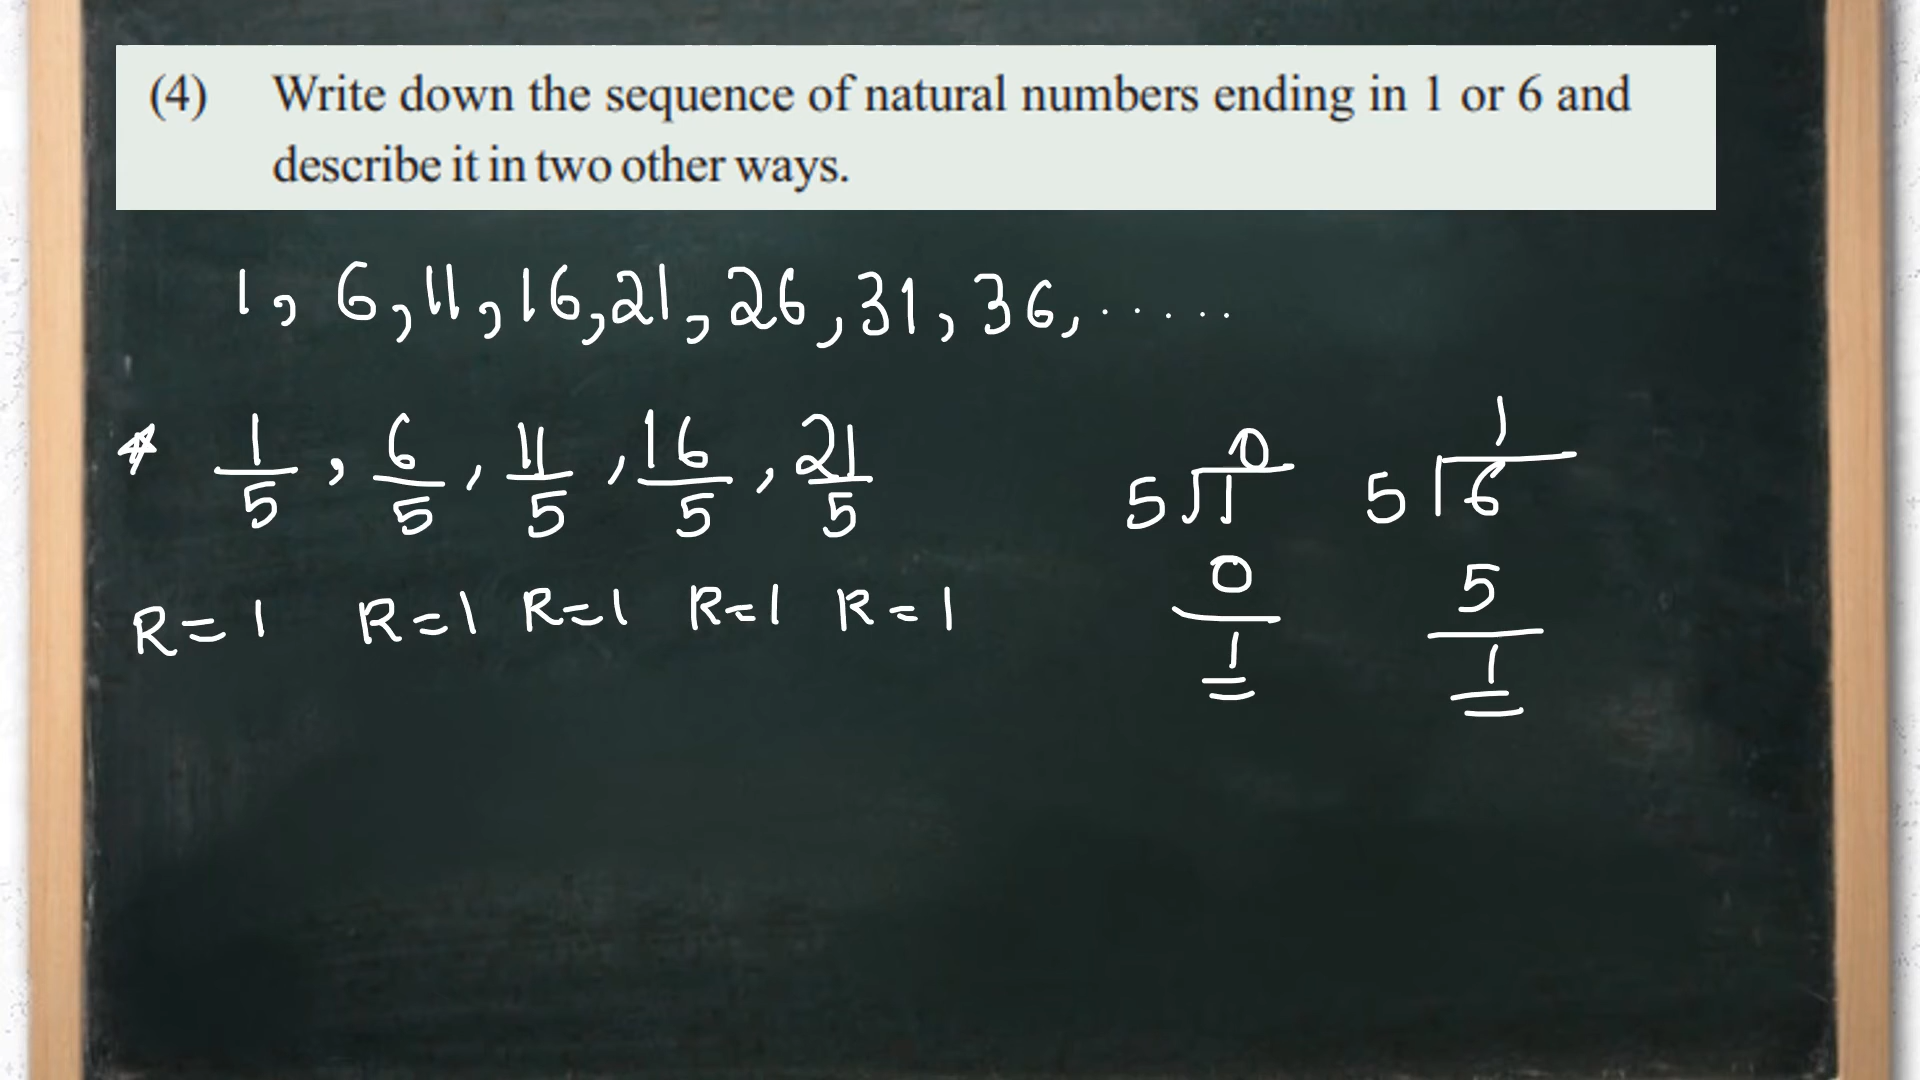 (4) Write down the sequence of natural numbers ending in 1 or 6 and
describe it in two other ways.
1, 6, 11, 16, 21, 26, 31, 36, .....
* 1/5, 6/5, 11/5, 16/5, 21/5
R=1 R=1 R=1 R=1 R=1
0
5√1
0
1
1
5√6
5
1